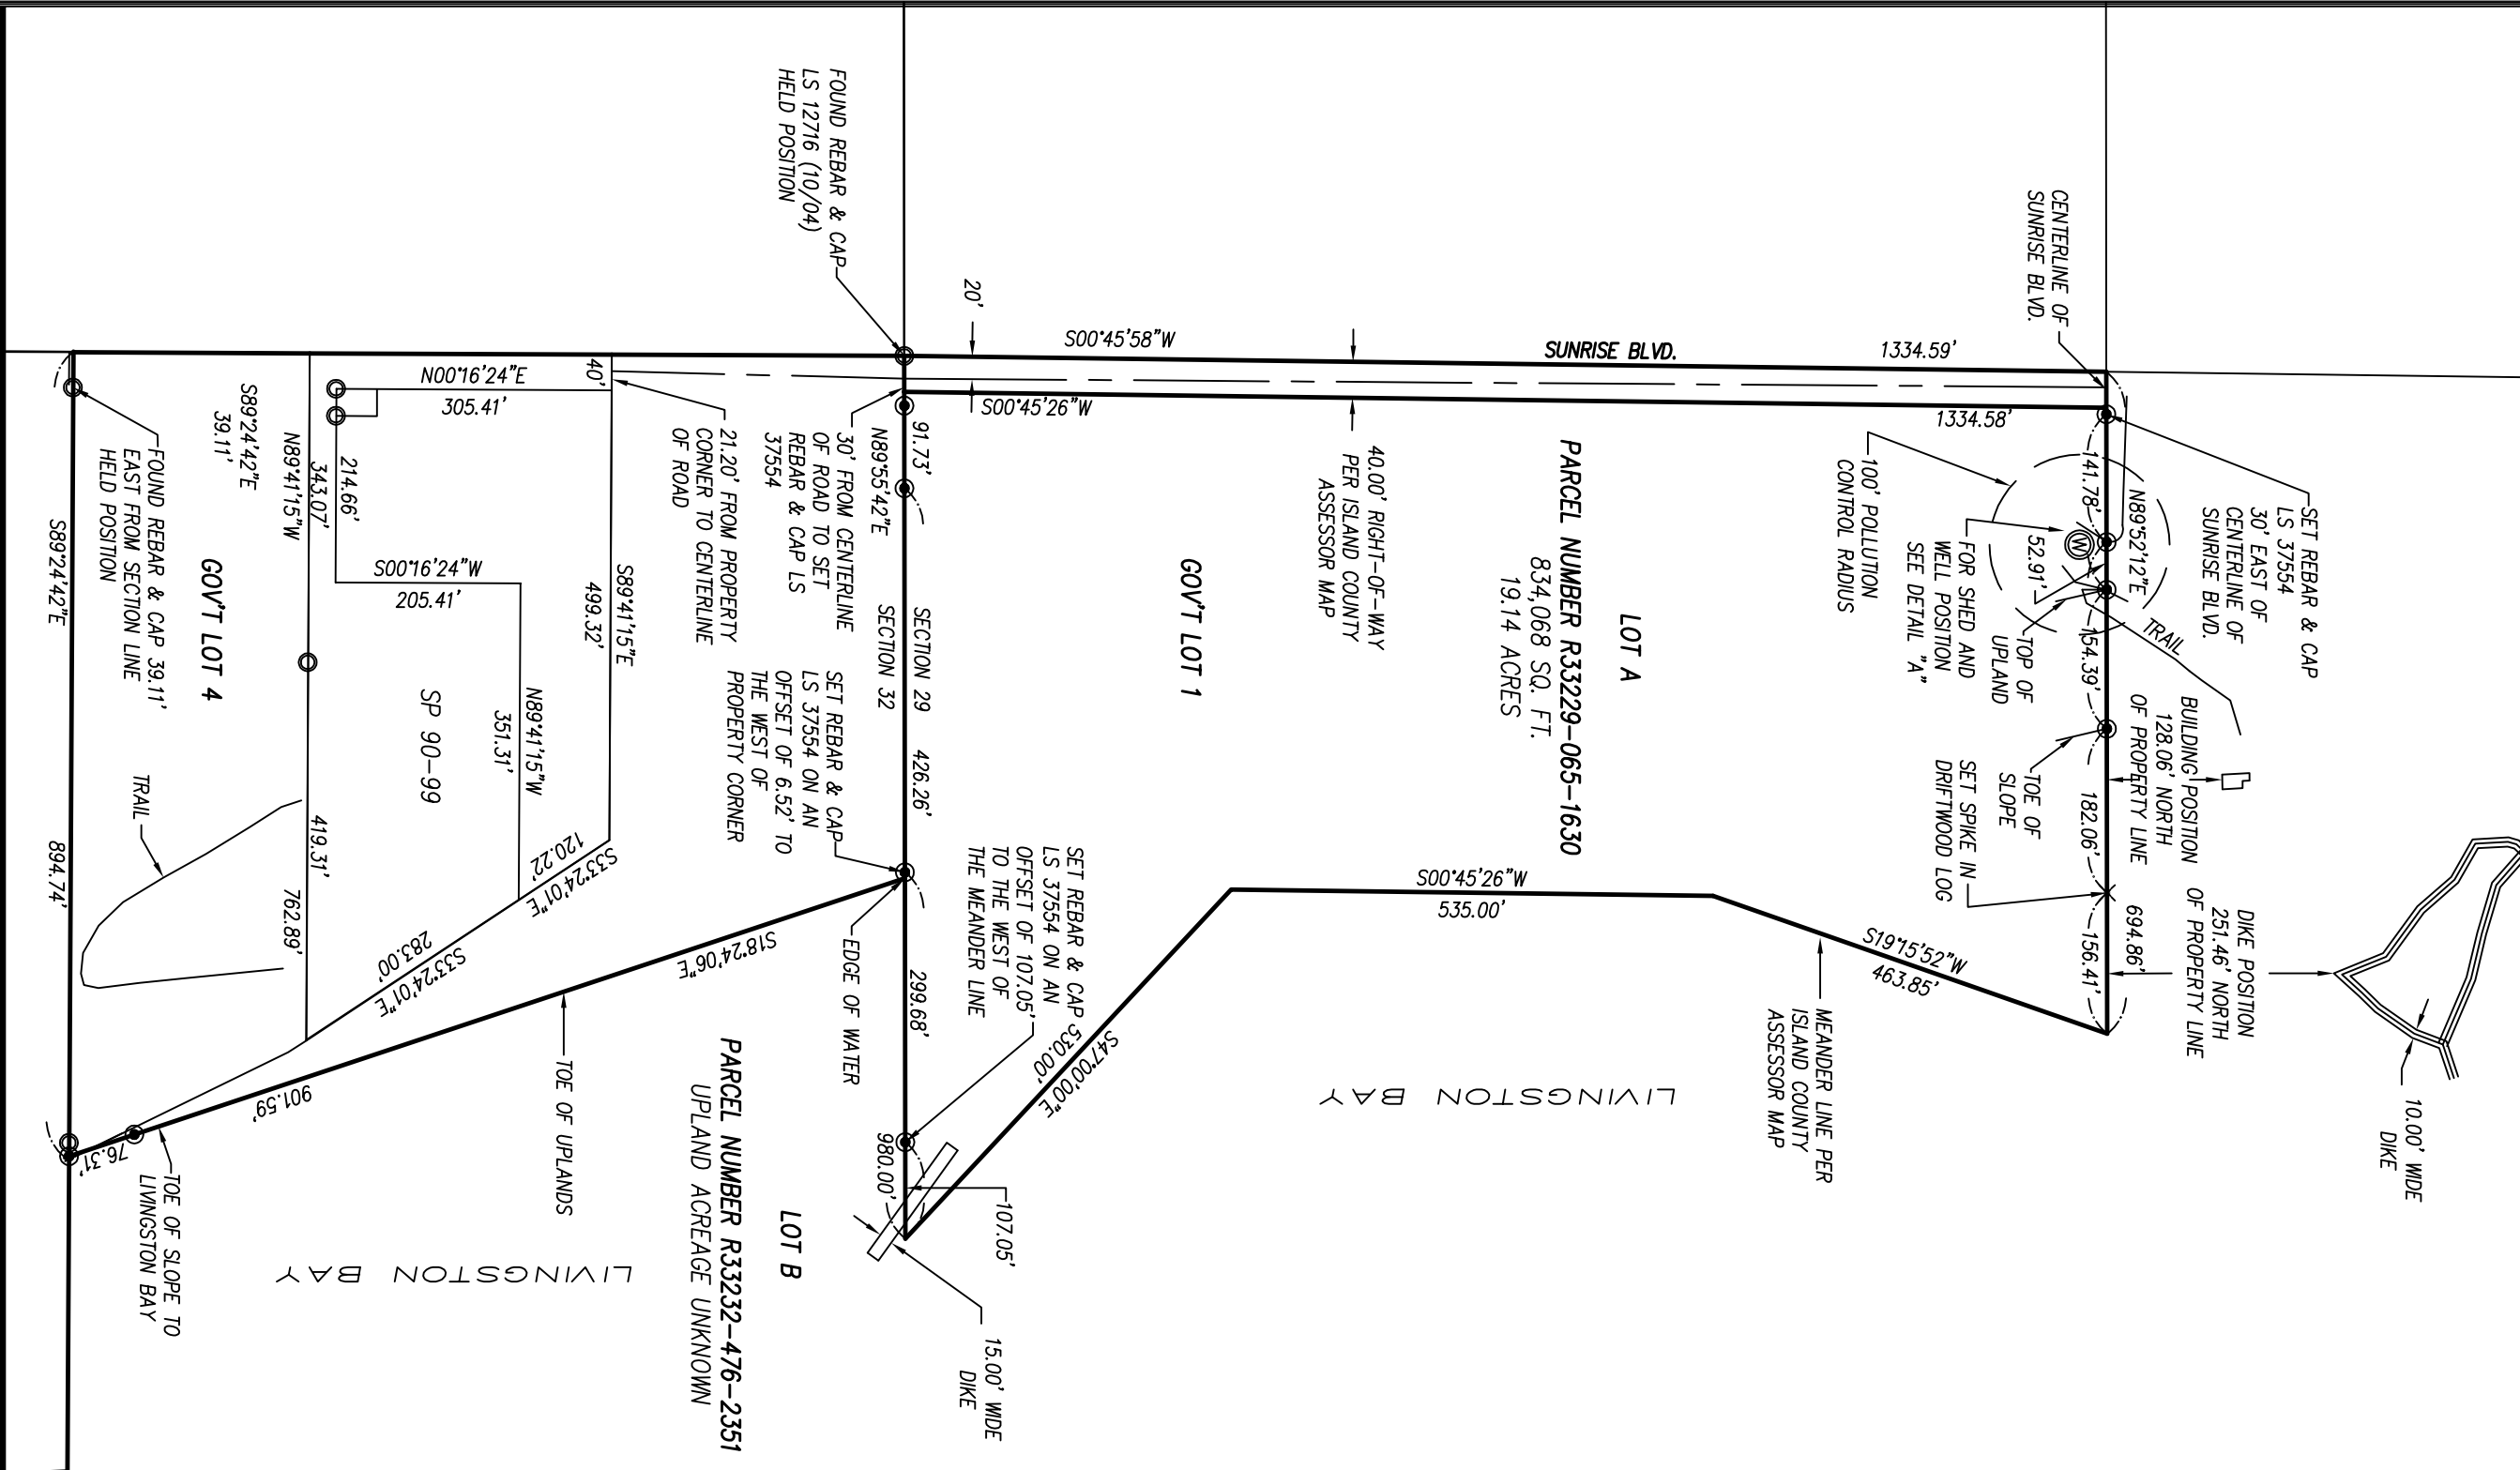 CENTERLINE OF
SUNRISE BLVD.
FOUND REBAR & CAP
LS 12716 (10/04)
HELD POSITION
20'
S00°45'58"W
SUNRISE BLVD.
1334.59'
S00°45'26"W
1334.58'
SET REBAR & CAP
LS 37554
30' EAST OF
CENTERLINE OF
SUNRISE BLVD.
141.78'
N89°52'12"E
52.91'
W
100' POLLUTION
CONTROL RADIUS
FOR SHED AND
WELL POSITION
SEE DETAIL "A"
TOP OF
UPLAND
154.39'
TRAIL
BUILDING POSITION
128.06' NORTH
OF PROPERTY LINE
TOE OF
SLOPE
182.06'
SET SPIKE IN
DRIFTWOOD LOG
694.86'
156.41'
DIKE POSITION
251.46' NORTH
OF PROPERTY LINE
10.00' WIDE
DIKE
40.00' RIGHT-OF-WAY
PER ISLAND COUNTY
ASSESSOR MAP
LOT A
PARCEL NUMBER R33229-065-1630
834,068 SQ. FT.
19.14 ACRES
GOV'T LOT 1
S00°45'26"W
535.00'
S19°15'52"W
463.85'
MEANDER LINE PER
ISLAND COUNTY
ASSESSOR MAP
LIVINGSTON BAY
S47°00'00"E
530.00'
SET REBAR & CAP
LS 37554 ON AN
OFFSET OF 107.05'
TO THE WEST OF
THE MEANDER LINE
91.73'
N89°55'42"E
30' FROM CENTERLINE
OF ROAD TO SET
REBAR & CAP LS
37554
21.20' FROM PROPERTY
CORNER TO CENTERLINE
OF ROAD
SECTION 29
SECTION 32
426.26'
SET REBAR & CAP
LS 37554 ON AN
OFFSET OF 6.52' TO
THE WEST OF
PROPERTY CORNER
EDGE OF WATER
299.68'
980.00'
107.05'
15.00' WIDE
DIKE
40'
N00°16'24"E
305.41'
S89°41'15"E
499.32'
214.66'
343.07'
N89°41'15"W
S89°24'42"E
39.11'
S00°16'24"W
205.41'
N89°41'15"W
351.31'
SP 90-99
GOV'T LOT 4
FOUND REBAR & CAP 39.11'
EAST FROM SECTION LINE
HELD POSITION
S89°24'42"E
894.74'
TRAIL
419.31'
762.89'
120.22'
S33°24'01"E
283.00'
S33°24'01"E
S18°24'06"E
901.59'
76.31'
TOE OF UPLANDS
TOE OF SLOPE TO
LIVINGSTON BAY
LOT B
PARCEL NUMBER R33232-476-2351
UPLAND ACREAGE UNKNOWN
LIVINGSTON BAY